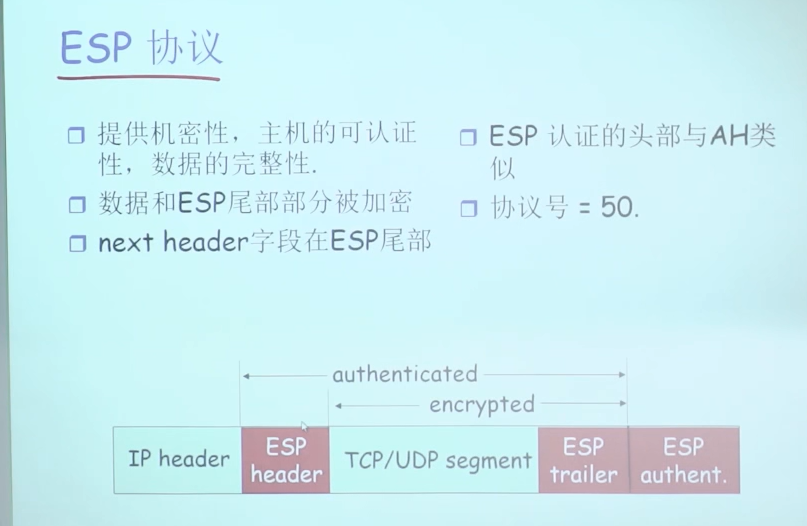 ESP 协议
提供机密性，主机的可认证
性，数据的完整性.
数据和ESP尾部部分被加密
next header字段在ESP尾部
ESP 认证的头部与AH类
似
协议号 = 50.
authenticated
encrypted
IP header
ESP
header
TCP/UDP segment
ESP
trailer
ESP
authent.